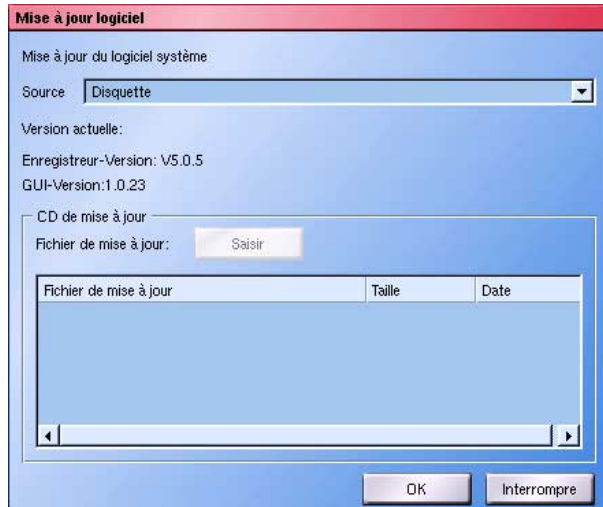 Mise à jour logiciel
Mise à jour du logiciel système
Source Disquette
Version actuelle:
Enregistreur-Version: V5.0.5
GUI-Version:1.0.23
CD de mise à jour
Fichier de mise à jour: Saisir
Fichier de mise à jour Taille Date
OK Interrompre